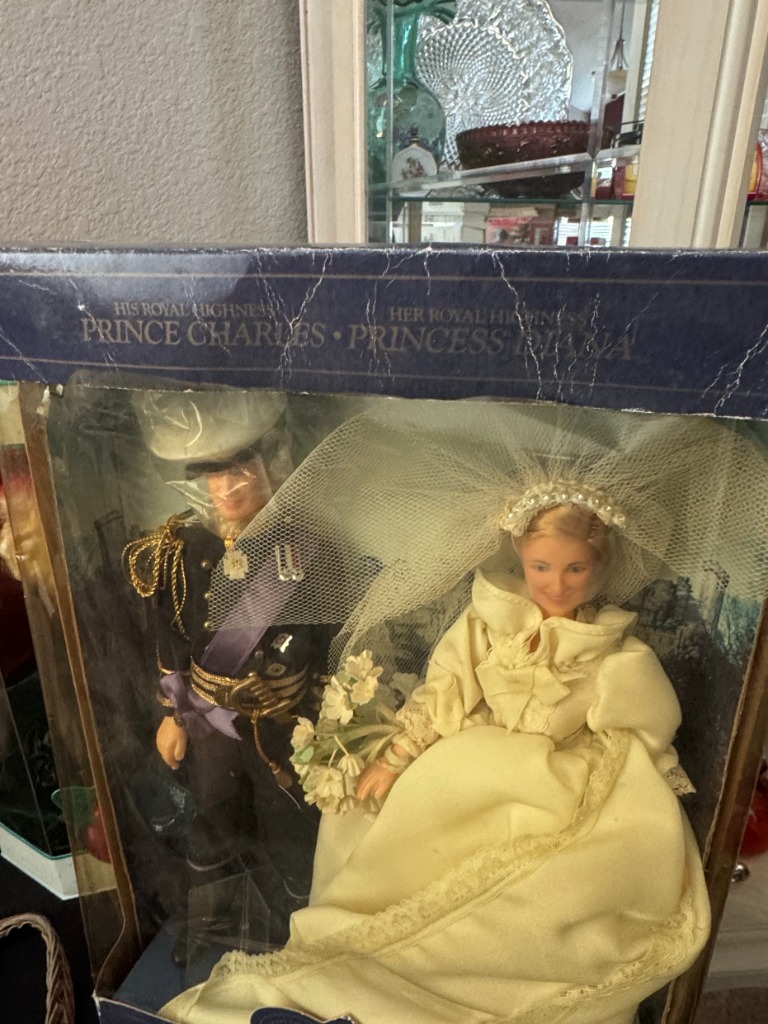 HIS ROYAL HIGHNESS
PRINCE CHARLES •
HER ROYAL HIGHNESS
PRINCESS DIANA